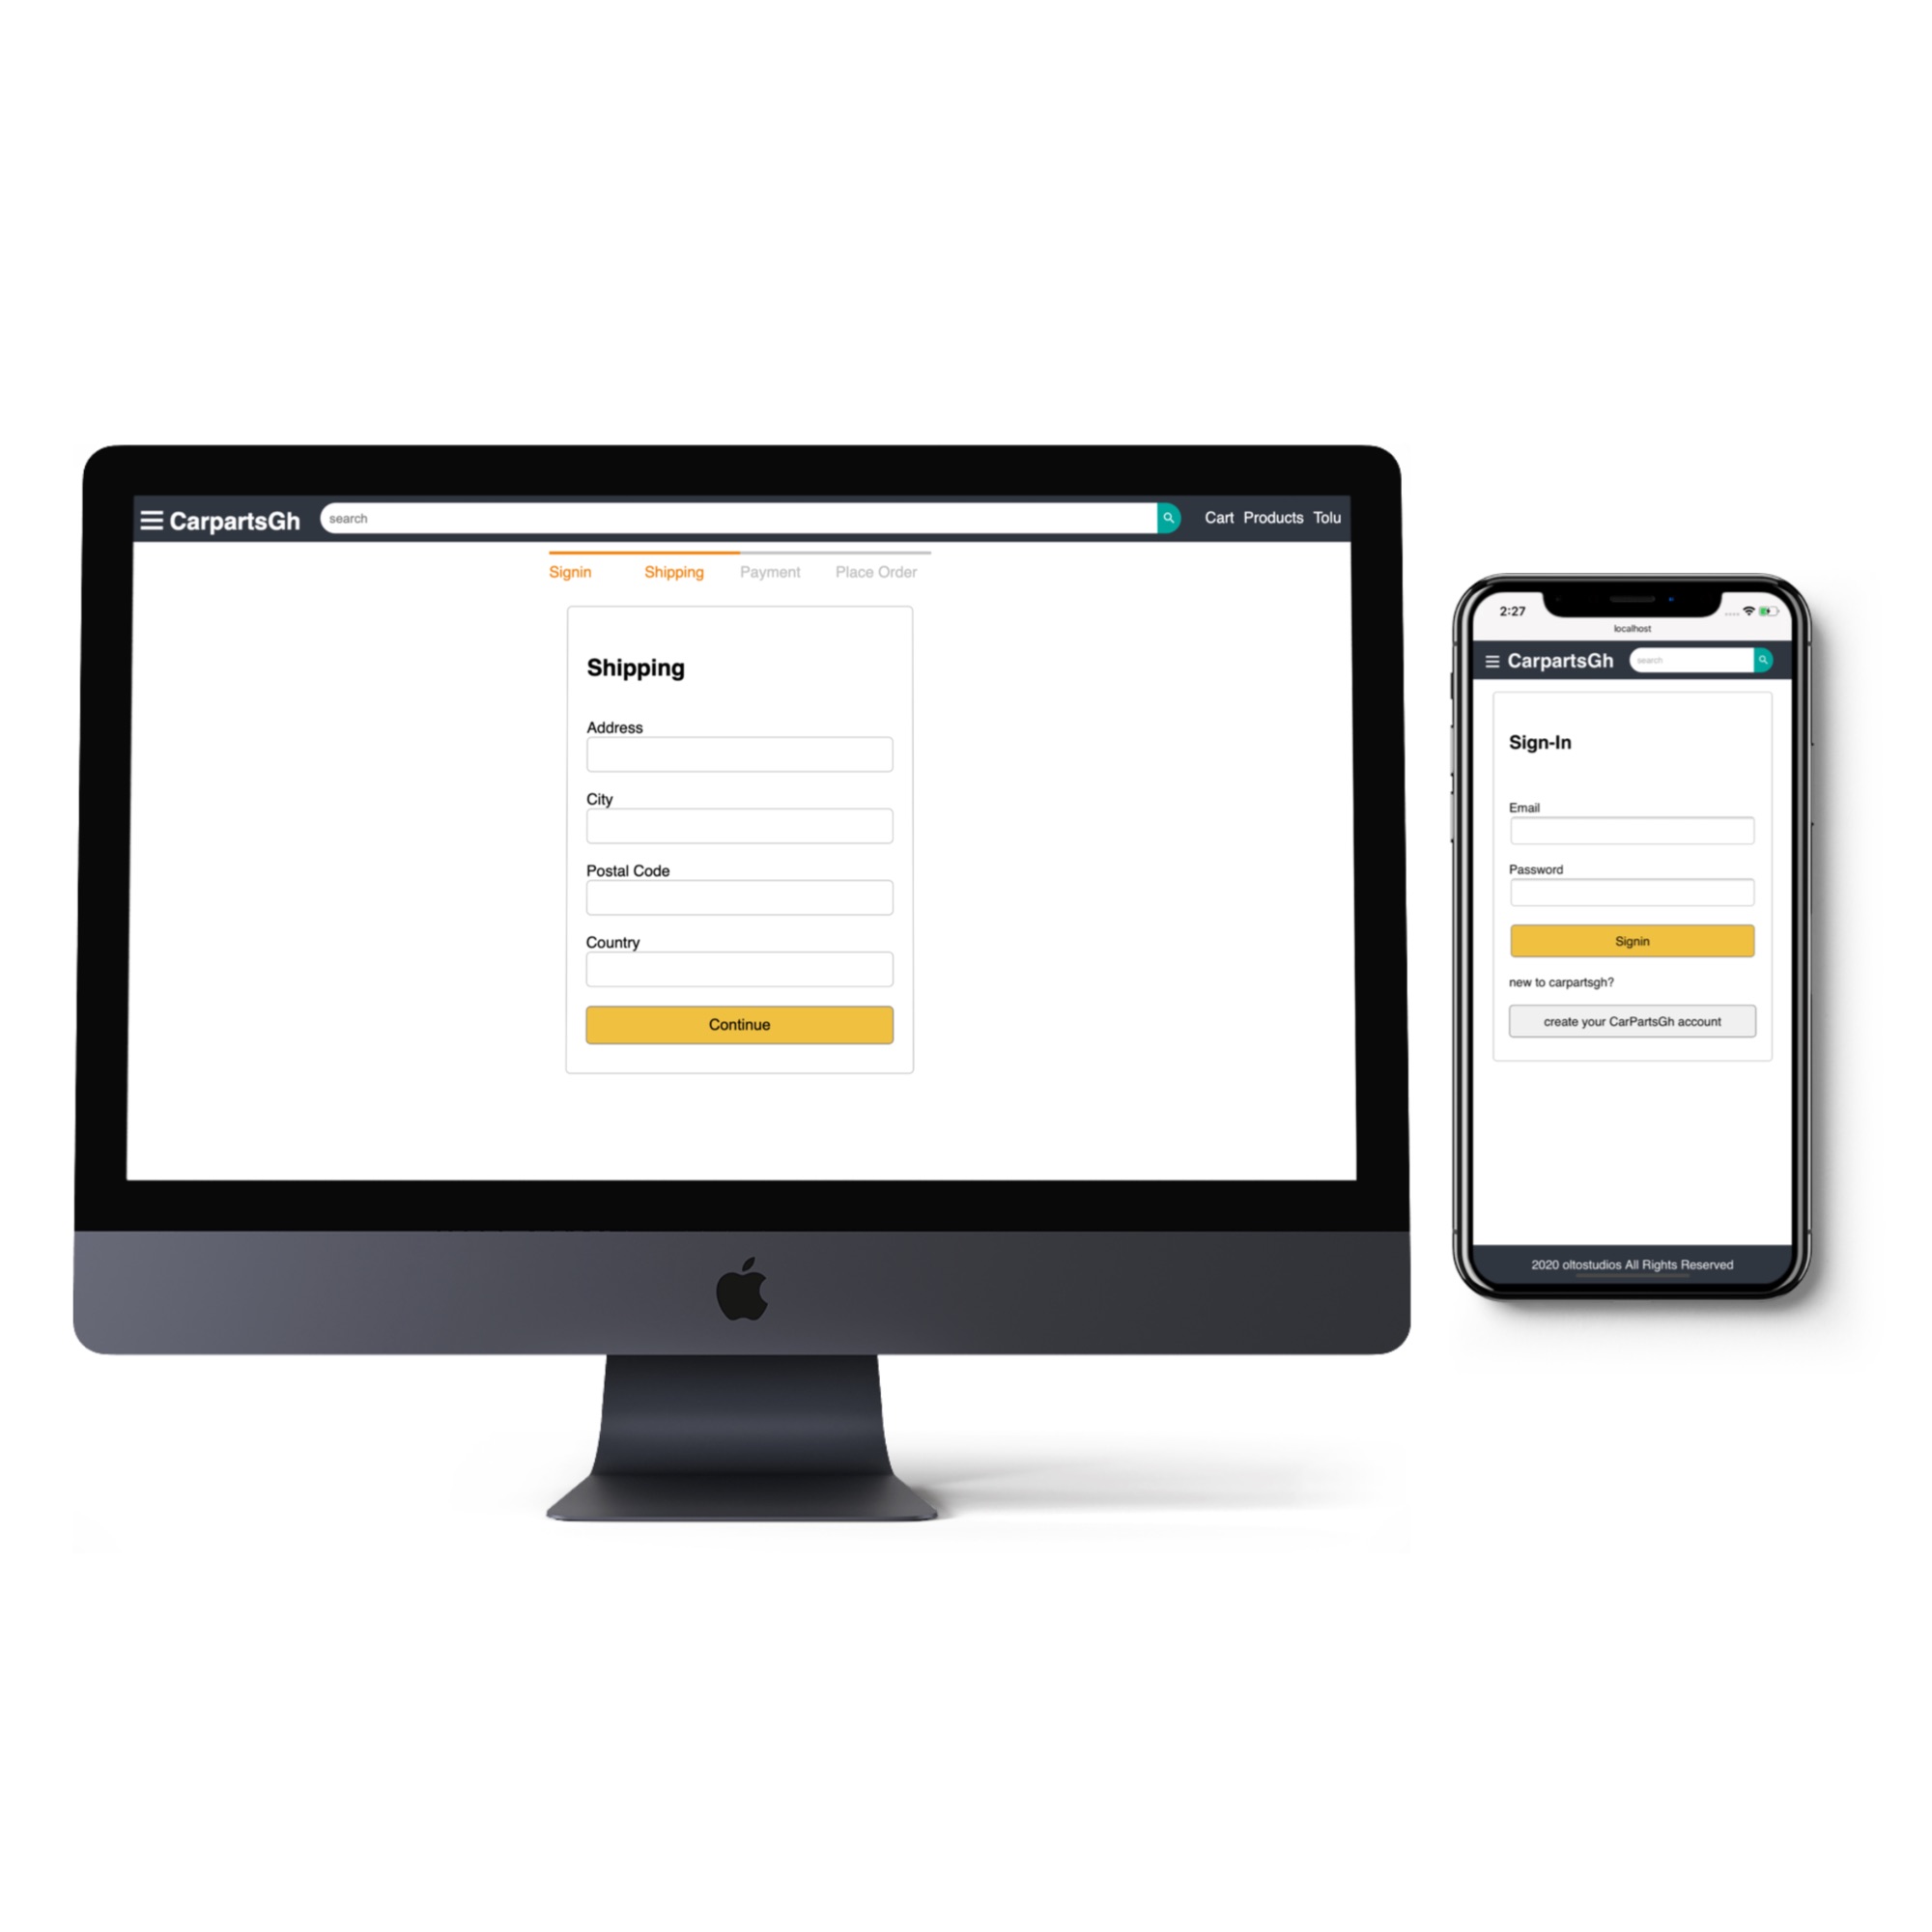 CarpartsGh search Cart Products Tolu
Signin Shipping Payment Place Order
Shipping
Address
City
Postal Code
Country
Continue
2:27
localhost
CarpartsGh search
Sign-In
Email
Password
Signin
new to carpartsgh?
create your CarPartsGh account
2020 oltostudios All Rights Reserved